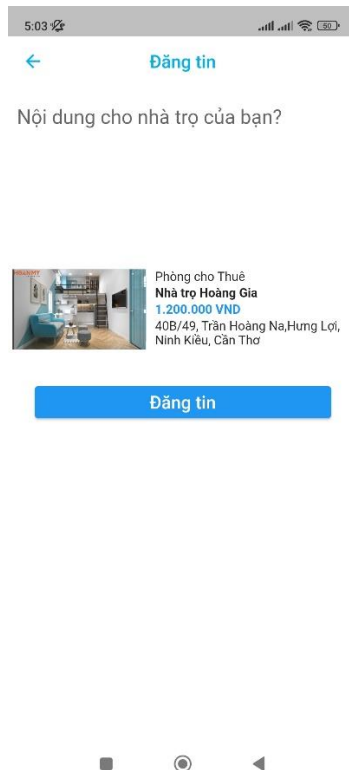 5:03
50
Đăng tin
Nội dung cho nhà trọ của bạn?
Phòng cho Thuê
Nhà trọ Hoàng Gia
1.200.000 VND
40B/49, Trần Hoàng Na,Hưng Lợi,
Ninh Kiều, Cần Thơ
Đăng tin